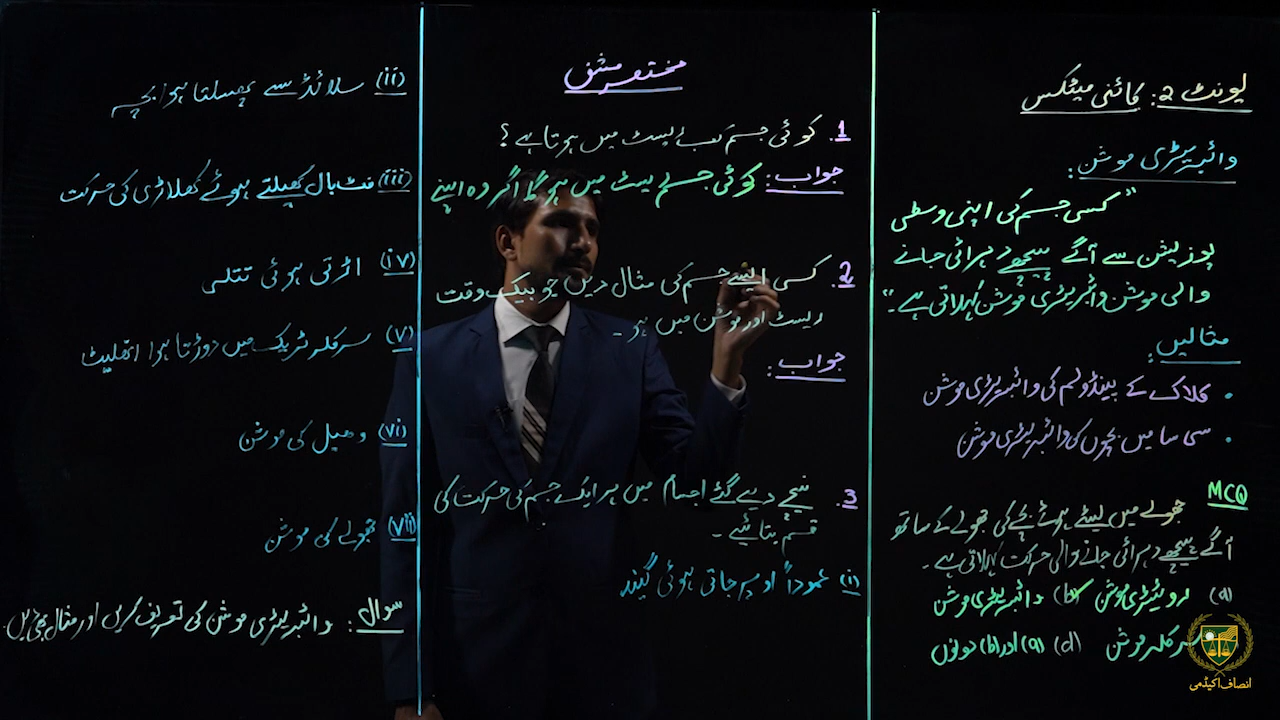 یونٹ 2: کائنی میٹکس
وائبریٹری موشن:
"کسی جسم کی اپنی وسطی
پوزیشن سے آگے پیچھے دہرائی جانے
والی موشن وائبریٹری موشن کہلاتی ہے۔"
مثالیں:
• کلاک کے پینڈولم کی وائبریٹری موشن
• سی سا میں بچوں کی وائبریٹری موشن
MCQ
جھولے میں لیٹے ہوئے بچے کی جھولے کے ساتھ
آگے پیچھے دہرائی جانے والی حرکت کہلاتی ہے۔
(a) روٹیٹری موشن (b) وائبریٹری موشن
سرکلر موشن (d) (a) اور (b) دونوں
مختصر مشق
1. کوئی جسم کب ریسٹ میں ہوتا ہے؟
جواب: کوئی جسم ریسٹ میں ہو گا اگر وہ اپنے
2. کسی ایسے جسم کی مثال دیں جو بیک وقت
ریسٹ اور موشن میں ہو۔
جواب:
3. نیچے دیے گئے اجسام میں ہر ایک جسم کی حرکت کی
قسم بتائیے۔
(i) عموداً اوپر جاتی ہوئی گیند
(ii) سلائڈ سے پھسلتا ہوا بچہ
(iii) فٹ بال کھیلتے ہوئے کھلاڑی کی حرکت
(iv) اڑتی ہوئی تتلی
(v) سرکلر ٹریک میں دوڑتا ہوا اتھلیٹ
(vi) وھیل کی موشن
(vii) جھولے کی موشن
سوال: وائبریٹری موشن کی تعریف کریں اور مثال بھی دیں۔
انصاف اکیڈمی